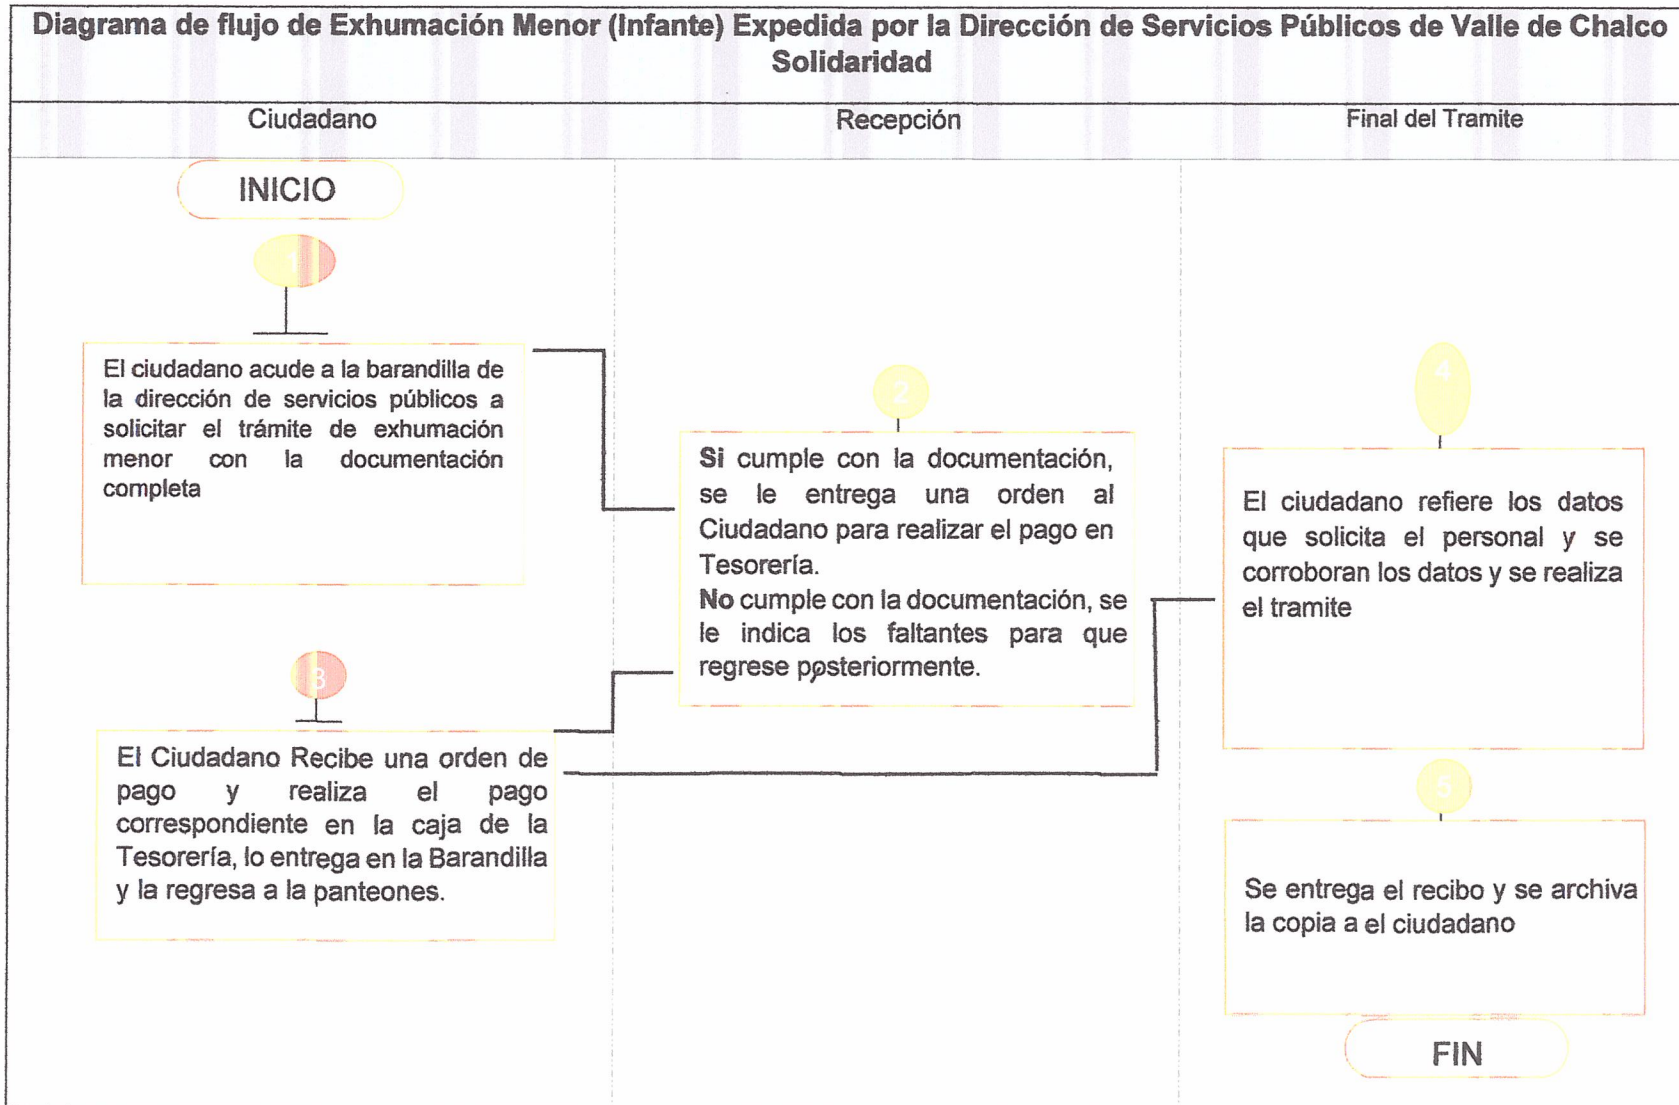 Diagrama de flujo de Exhumación Menor (Infante) Expedida por la Dirección de Servicios Públicos de Valle de Chalco
Solidaridad
Ciudadano
Recepción
Final del Tramite
INICIO
1
El ciudadano acude a la barandilla de
la dirección de servicios públicos a
solicitar el trámite de exhumación
menor con la documentación
completa
2
Si cumple con la documentación,
se le entrega una orden al
Ciudadano para realizar el pago en
Tesorería.
No cumple con la documentación, se
le indica los faltantes para que
regrese posteriormente.
3
El Ciudadano Recibe una orden de
pago y realiza el pago
correspondiente en la caja de la
Tesorería, lo entrega en la Barandilla
y la regresa a la panteones.
4
El ciudadano refiere los datos
que solicita el personal y se
corroboran los datos y se realiza
el tramite
5
Se entrega el recibo y se archiva
la copia a el ciudadano
FIN